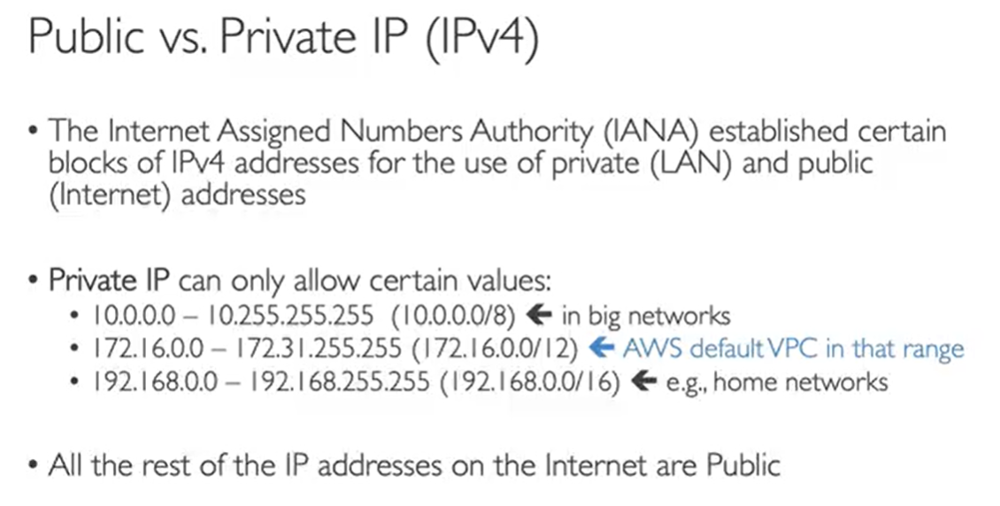 Public vs. Private IP (IPv4)
• The Internet Assigned Numbers Authority (IANA) established certain
blocks of IPv4 addresses for the use of private (LAN) and public
(Internet) addresses
• Private IP can only allow certain values:
• 10.0.0.0 – 10.255.255.255 (10.0.0.0/8) ← in big networks
• 172.16.0.0 – 172.31.255.255 (172.16.0.0/12) ← AWS default VPC in that range
• 192.168.0.0 – 192.168.255.255 (192.168.0.0/16) ← e.g., home networks
• All the rest of the IP addresses on the Internet are Public